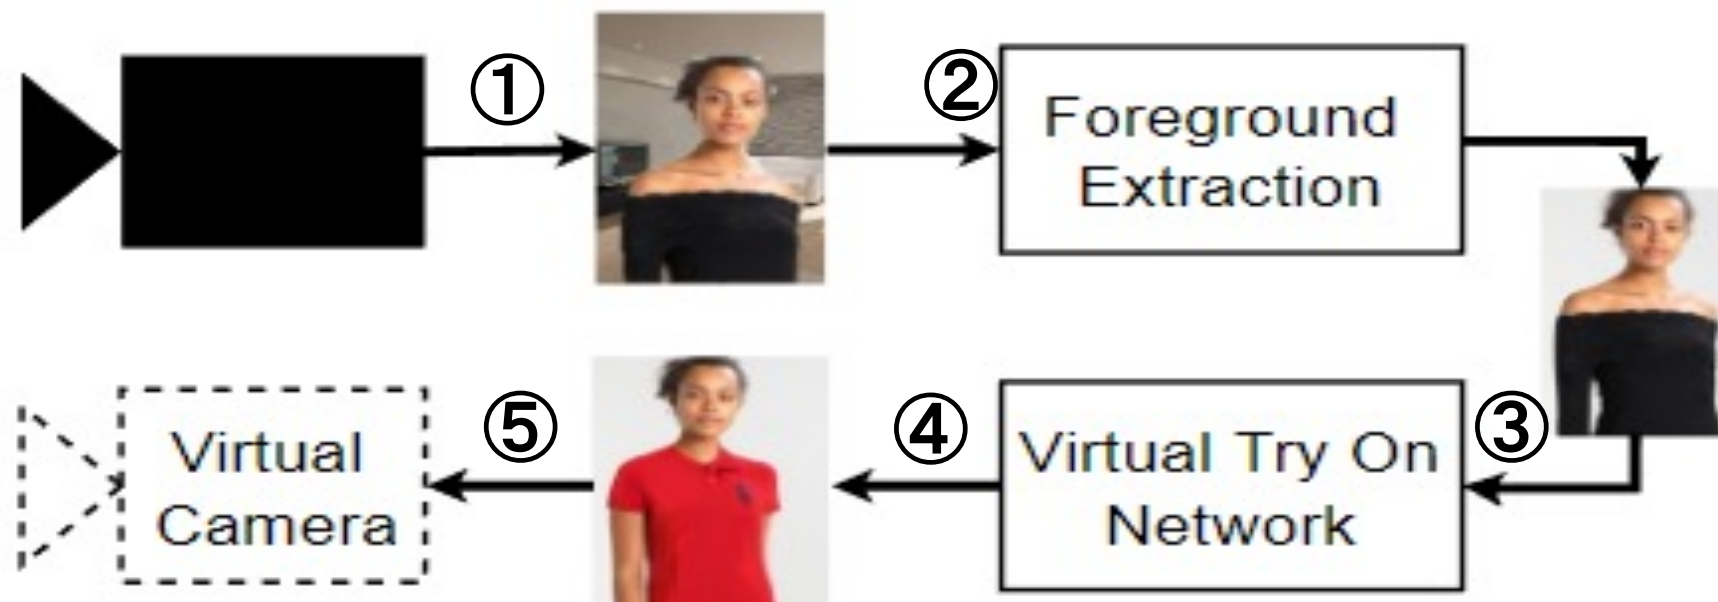 ①
②
Foreground
Extraction
⑤
④
③
Virtual
Camera
Virtual Try On
Network